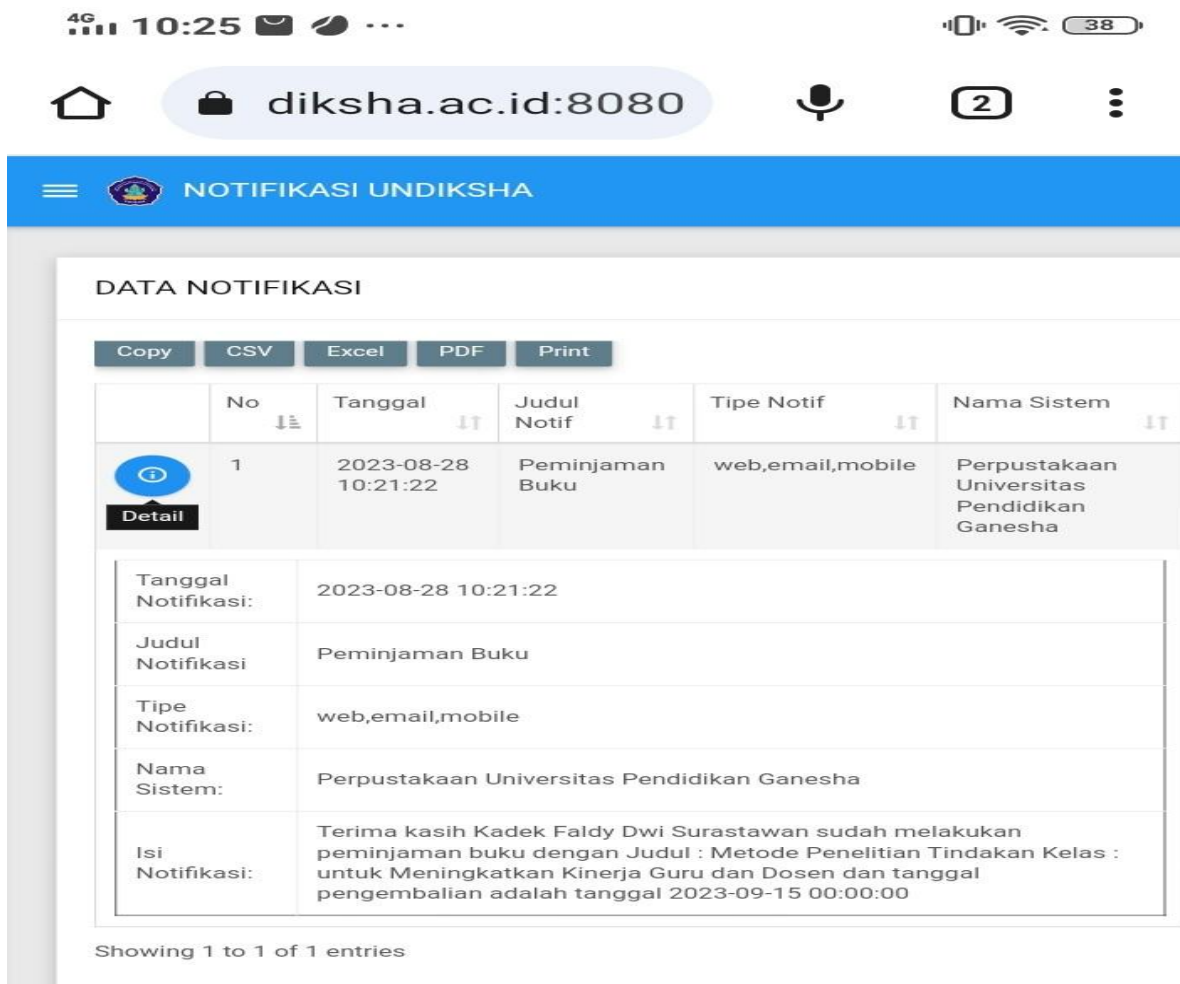 4G 10:25 38
diksha.ac.id:8080 2
NOTIFIKASI UNDIKSHA
DATA NOTIFIKASI
Copy CSV Excel PDF Print
No Tanggal Judul Notif Tipe Notif Nama Sistem
1 2023-08-28 10:21:22 Peminjaman Buku web,email,mobile Perpustakaan Universitas Pendidikan Ganesha
Detail
Tanggal Notifikasi: 2023-08-28 10:21:22
Judul Notifikasi Peminjaman Buku
Tipe Notifikasi: web,email,mobile
Nama Sistem: Perpustakaan Universitas Pendidikan Ganesha
Isi Notifikasi: Terima kasih Kadek Faldy Dwi Surastawan sudah melakukan
peminjaman buku dengan Judul : Metode Penelitian Tindakan Kelas :
untuk Meningkatkan Kinerja Guru dan Dosen dan tanggal
pengembalian adalah tanggal 2023-09-15 00:00:00
Showing 1 to 1 of 1 entries